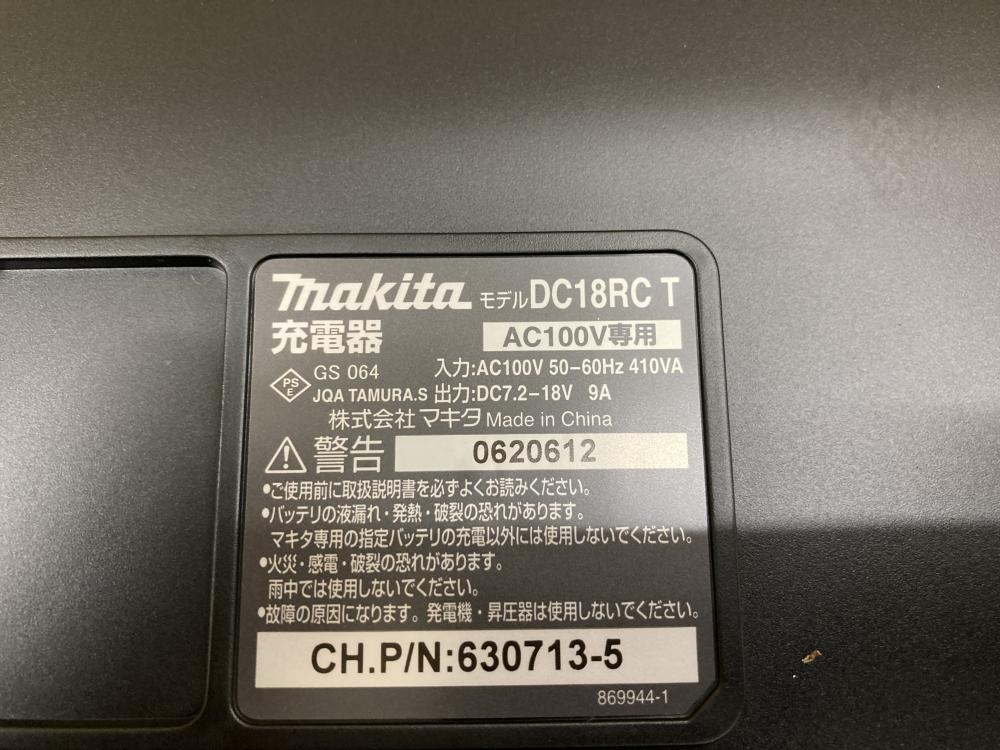 makita モデル DC18RC T
充電器 AC100V専用
GS 064 入力:AC100V 50-60Hz 410VA
PS E JQA TAMURA.S 出力:DC7.2-18V 9A
株式会社 マキタ Made in China
警告 0620612
•ご使用前に取扱説明書を必ずよくお読みください。
•バッテリの液漏れ・発熱・破裂の恐れがあります。
マキタ専用の指定バッテリの充電以外には使用しないでください。
•火災・感電・破裂の恐れがあります。
雨中では使用しないでください。
•故障の原因になります。発電機・昇圧器は使用しないでください。
CH.P/N:630713-5
869944-1